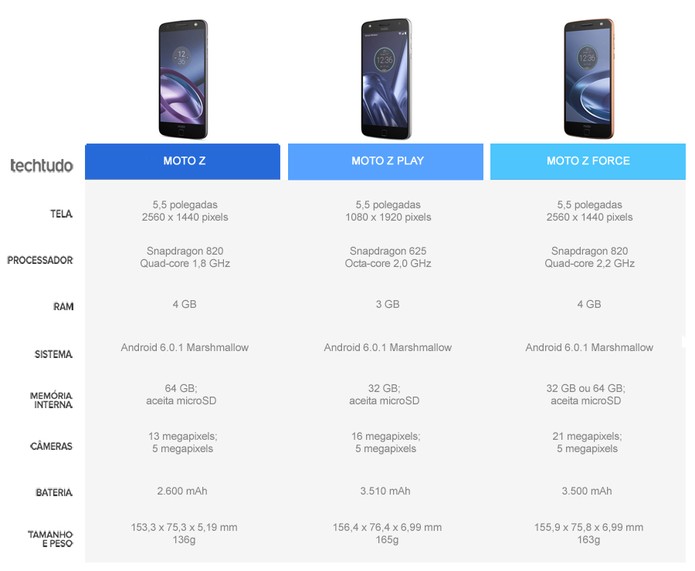 techtudo
MOTO Z
MOTO Z PLAY
MOTO Z FORCE
TELA
5,5 polegadas
2560 x 1440 pixels
5,5 polegadas
1080 x 1920 pixels
5,5 polegadas
2560 x 1440 pixels
PROCESSADOR
Snapdragon 820
Quad-core 1,8 GHz
Snapdragon 625
Octa-core 2,0 GHz
Snapdragon 820
Quad-core 2,2 GHz
RAM
4 GB
3 GB
4 GB
SISTEMA
Android 6.0.1 Marshmallow
Android 6.0.1 Marshmallow
Android 6.0.1 Marshmallow
MEMÓRIA
INTERNA
64 GB;
aceita microSD
32 GB;
aceita microSD
32 GB ou 64 GB;
aceita microSD
CÂMERAS
13 megapixels;
5 megapixels
16 megapixels;
5 megapixels
21 megapixels;
5 megapixels
BATERIA
2.600 mAh
3.510 mAh
3.500 mAh
TAMANHO
E PESO
153,3 x 75,3 x 5,19 mm
136g
156,4 x 76,4 x 6,99 mm
165g
155,9 x 75,8 x 6,99 mm
163g